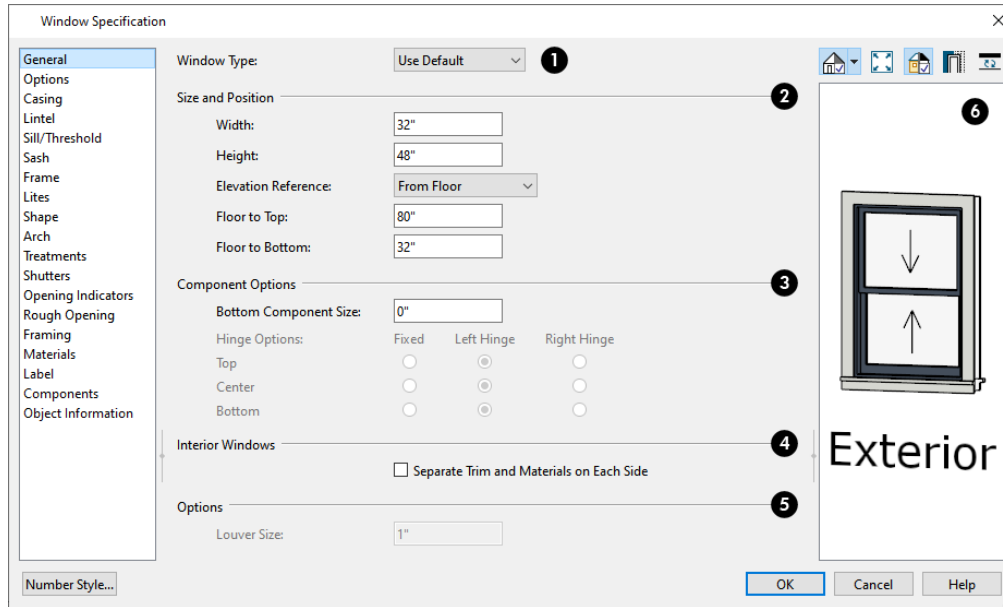 Window Specification
General
Options
Casing
Lintel
Sill/Threshold
Sash
Frame
Lites
Shape
Arch
Treatments
Shutters
Opening Indicators
Rough Opening
Framing
Materials
Label
Components
Object Information
Window Type: Use Default 1
Size and Position 2
Width: 32"
Height: 48"
Elevation Reference: From Floor
Floor to Top: 80"
Floor to Bottom: 32"
Component Options 3
Bottom Component Size: 0"
Hinge Options: Fixed Left Hinge Right Hinge
Top
Center
Bottom
Interior Windows 4
Separate Trim and Materials on Each Side
Options 5
Louver Size: 1"
6
Exterior
Number Style... OK Cancel Help